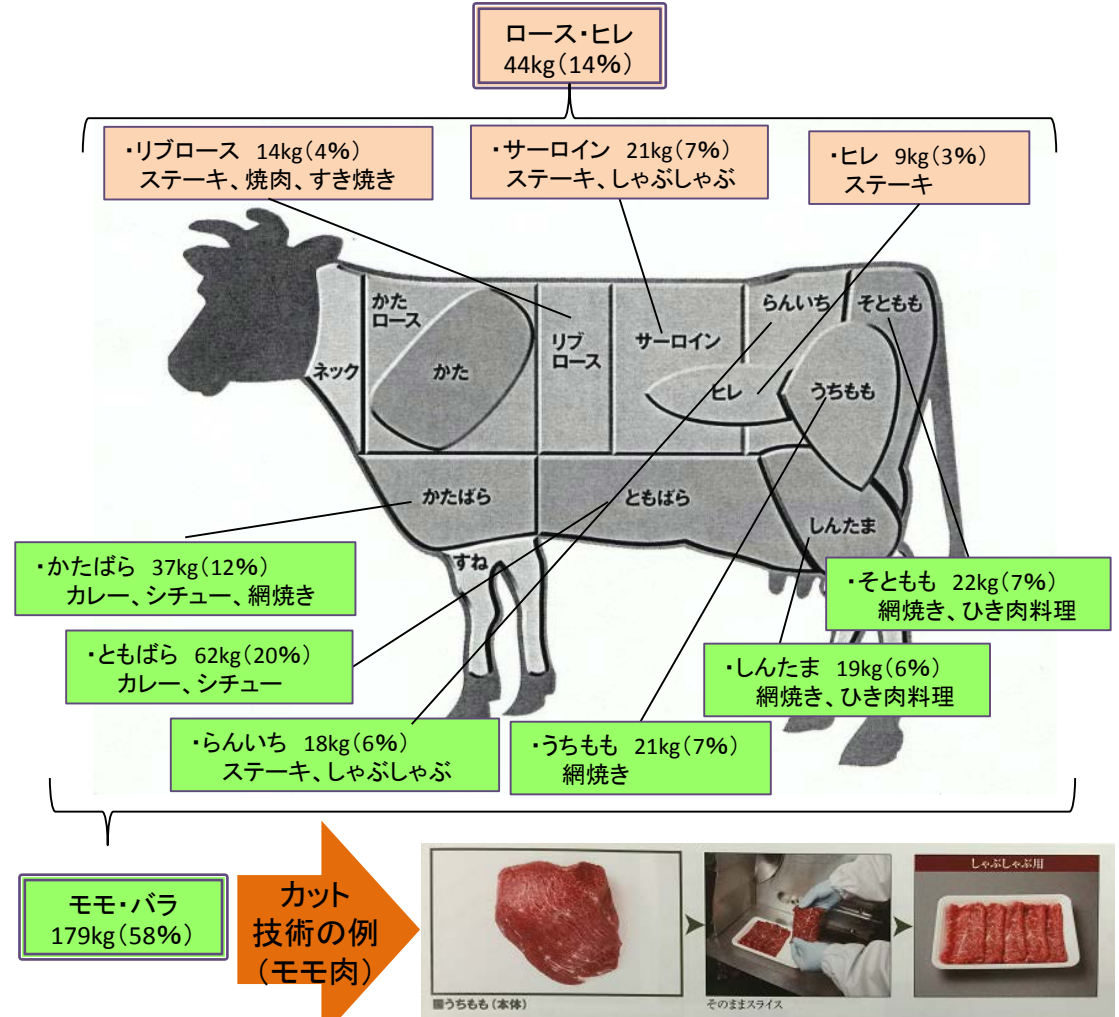 ロース・ヒレ
44kg(14%)
・リブロース 14kg(4%)
ステーキ、焼肉、すき焼き
・サーロイン 21kg(7%)
ステーキ、しゃぶしゃぶ
・ヒレ 9kg(3%)
ステーキ
かた
ロース
かた
ネック
リブ
ロース
サーロイン
らんいち
そともも
ヒレ
うちもも
かたばら
ともばら
しんたま
すね
・かたばら 37kg(12%)
カレー、シチュー、網焼き
・そともも 22kg(7%)
網焼き、ひき肉料理
・ともばら 62kg(20%)
カレー、シチュー
・しんたま 19kg(6%)
網焼き、ひき肉料理
・らんいち 18kg(6%)
ステーキ、しゃぶしゃぶ
・うちもも 21kg(7%)
網焼き
モモ・バラ
179kg(58%)
カット
技術の例
(モモ肉)
しゃぶしゃぶ用
うちもも(本体)
そのままスライス